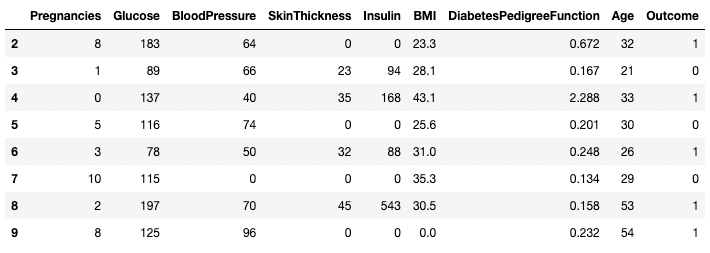 Pregnancies Glucose BloodPressure SkinThickness Insulin BMI DiabetesPedigreeFunction Age Outcome
2 8 183 64 0 0 23.3 0.672 32 1
3 1 89 66 23 94 28.1 0.167 21 0
4 0 137 40 35 168 43.1 2.288 33 1
5 5 116 74 0 0 25.6 0.201 30 0
6 3 78 50 32 88 31.0 0.248 26 1
7 10 115 0 0 0 35.3 0.134 29 0
8 2 197 70 45 543 30.5 0.158 53 1
9 8 125 96 0 0 0.0 0.232 54 1